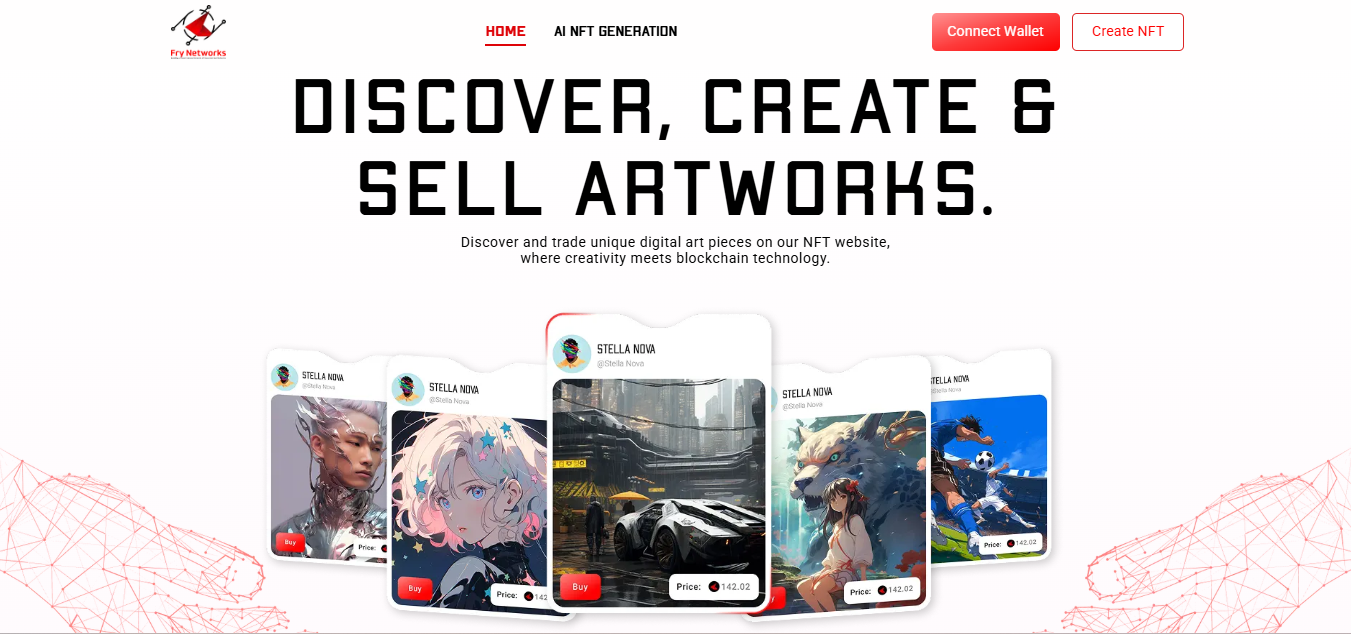 Fry Networks
HOME
AI NFT GENERATION
Connect Wallet
Create NFT
DISCOVER, CREATE &
SELL ARTWORKS.
Discover and trade unique digital art pieces on our NFT website,
where creativity meets blockchain technology.
STELLA NOVA
@Stella Nova
Buy
Price:
STELLA NOVA
@Stella Nova
Buy
Price: 142
STELLA NOVA
@Stella Nova
Buy
Price: 142.02
STELLA NOVA
@Stella Nova
Price: 142.02
STELLA NOVA
Nova
Price: 142.02